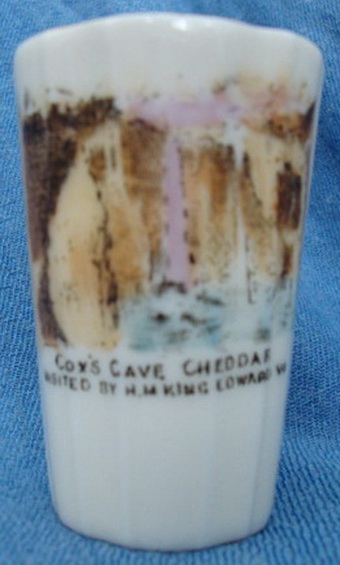 COX'S CAVE, CHEDDAR
VISITED BY H.M KING EDWARD VII